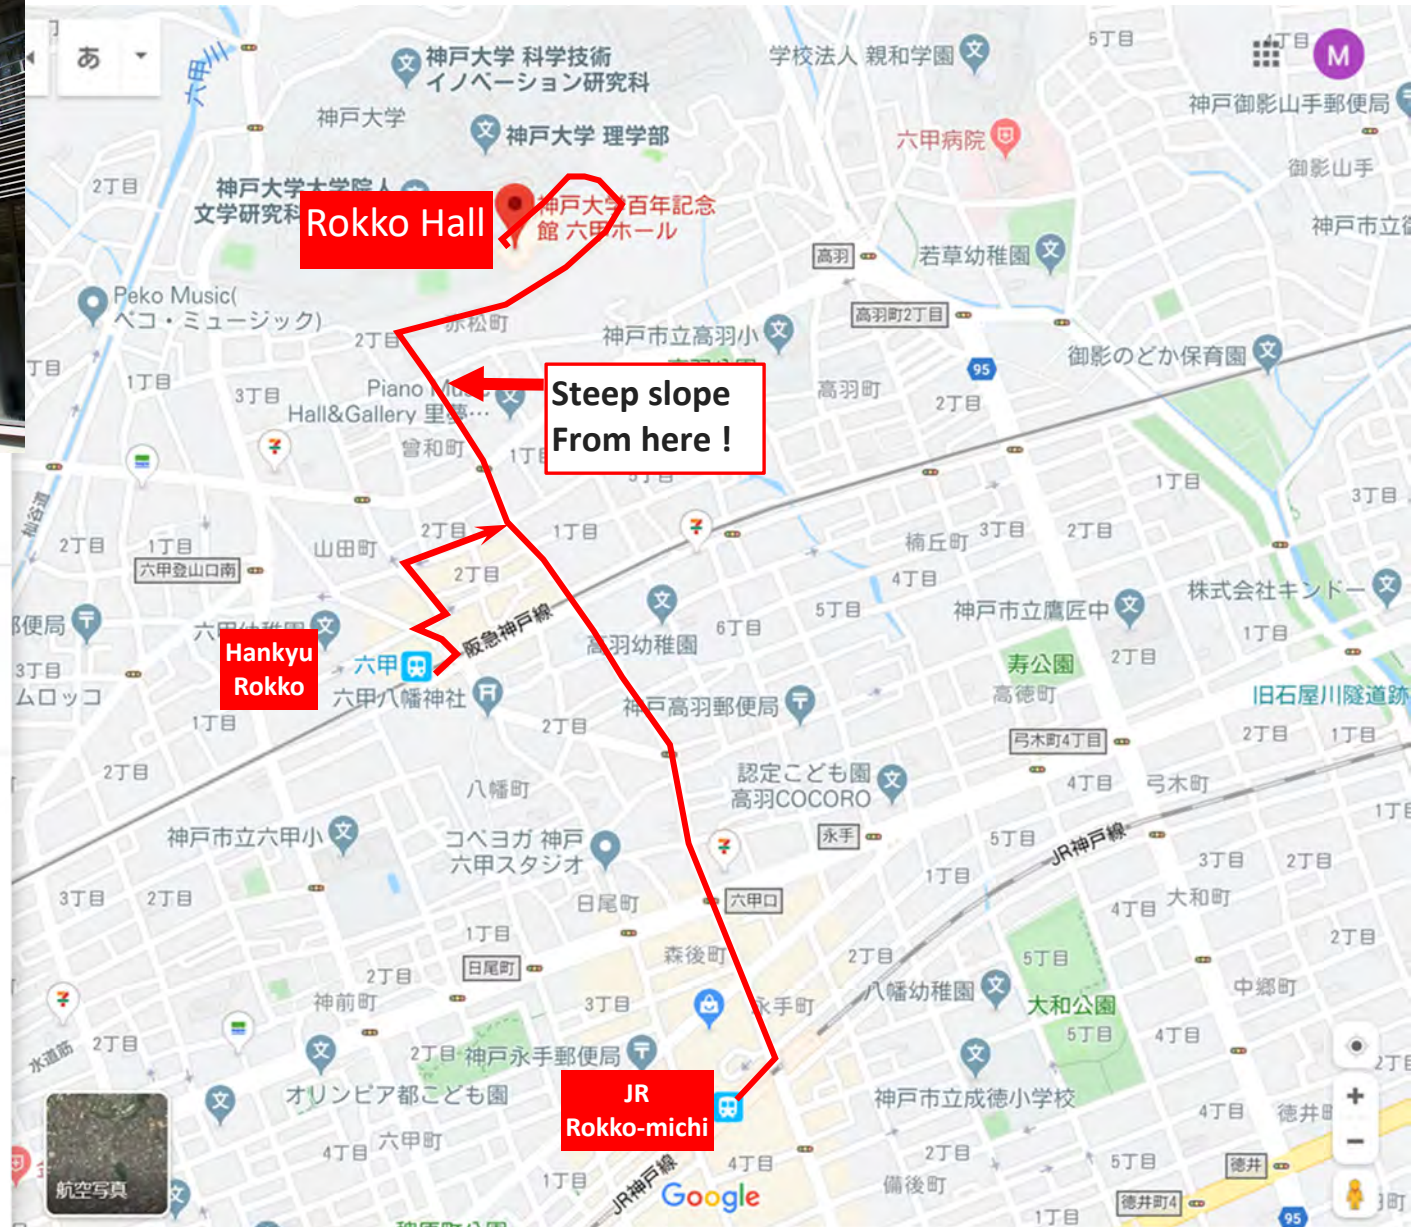 あ
六甲川
神戸大学 科学技術
イノベーション研究科
学校法人 親和学園
5丁目
4丁目
M
神戸御影山手郵便局
神戸大学
神戸大学 理学部
六甲病院
御影山手
2丁目
神戸大学大学院人
文学研究科
Rokko Hall
神戸大学百年記念
館 六甲ホール
神戸市立御
高羽
若草幼稚園
Peko Music(
ペコ・ミュージック)
赤松町
高羽町2丁目
2丁目
神戸市立高羽小
御影のどか保育園
丁目
1丁目
3丁目
Piano Music
Hall&Gallery 里夢…
Steep slope
From here !
95
高羽町
2丁目
曾和町
1丁目
1丁目
3丁目
杣谷道
2丁目
1丁目
山田町
2丁目
1丁目
楠丘町
3丁目
2丁目
六甲登山口南
2丁目
4丁目
株式会社キンドー
阪急神戸線
5丁目
神戸市立鷹匠中
便局
六甲幼稚園
高羽幼稚園
6丁目
1丁目
Hankyu
Rokko
六甲
3丁目
寿公園
2丁目
ムロッコ
六甲八幡神社
神戸高羽郵便局
高徳町
旧石屋川隧道跡
1丁目
2丁目
弓木町4丁目
2丁目
1丁目
2丁目
八幡町
認定こども園
高羽COCORO
4丁目
弓木町
1丁目
神戸市立六甲小
コベヨガ 神戸
六甲スタジオ
永手
5丁目
JR神戸線
3丁目
2丁目
1丁目
3丁目
2丁目
日尾町
六甲口
4丁目
大和町
1丁目
2丁目
森後町
2丁目
5丁目
日尾町
2丁目
神前町
3丁目
永手町
八幡幼稚園
大和公園
中郷町
水道筋
2丁目
2丁目
神戸永手郵便局
5丁目
4丁目
2丁目
オリンピア都こども園
JR
Rokko-michi
神戸市立成徳小学校
4丁目
徳井町
4丁目
六甲町
航空写真
1丁目
JR神戸線
4丁目
Google
2丁目
備後町
5丁目
徳井
徳井町4
1丁目
95